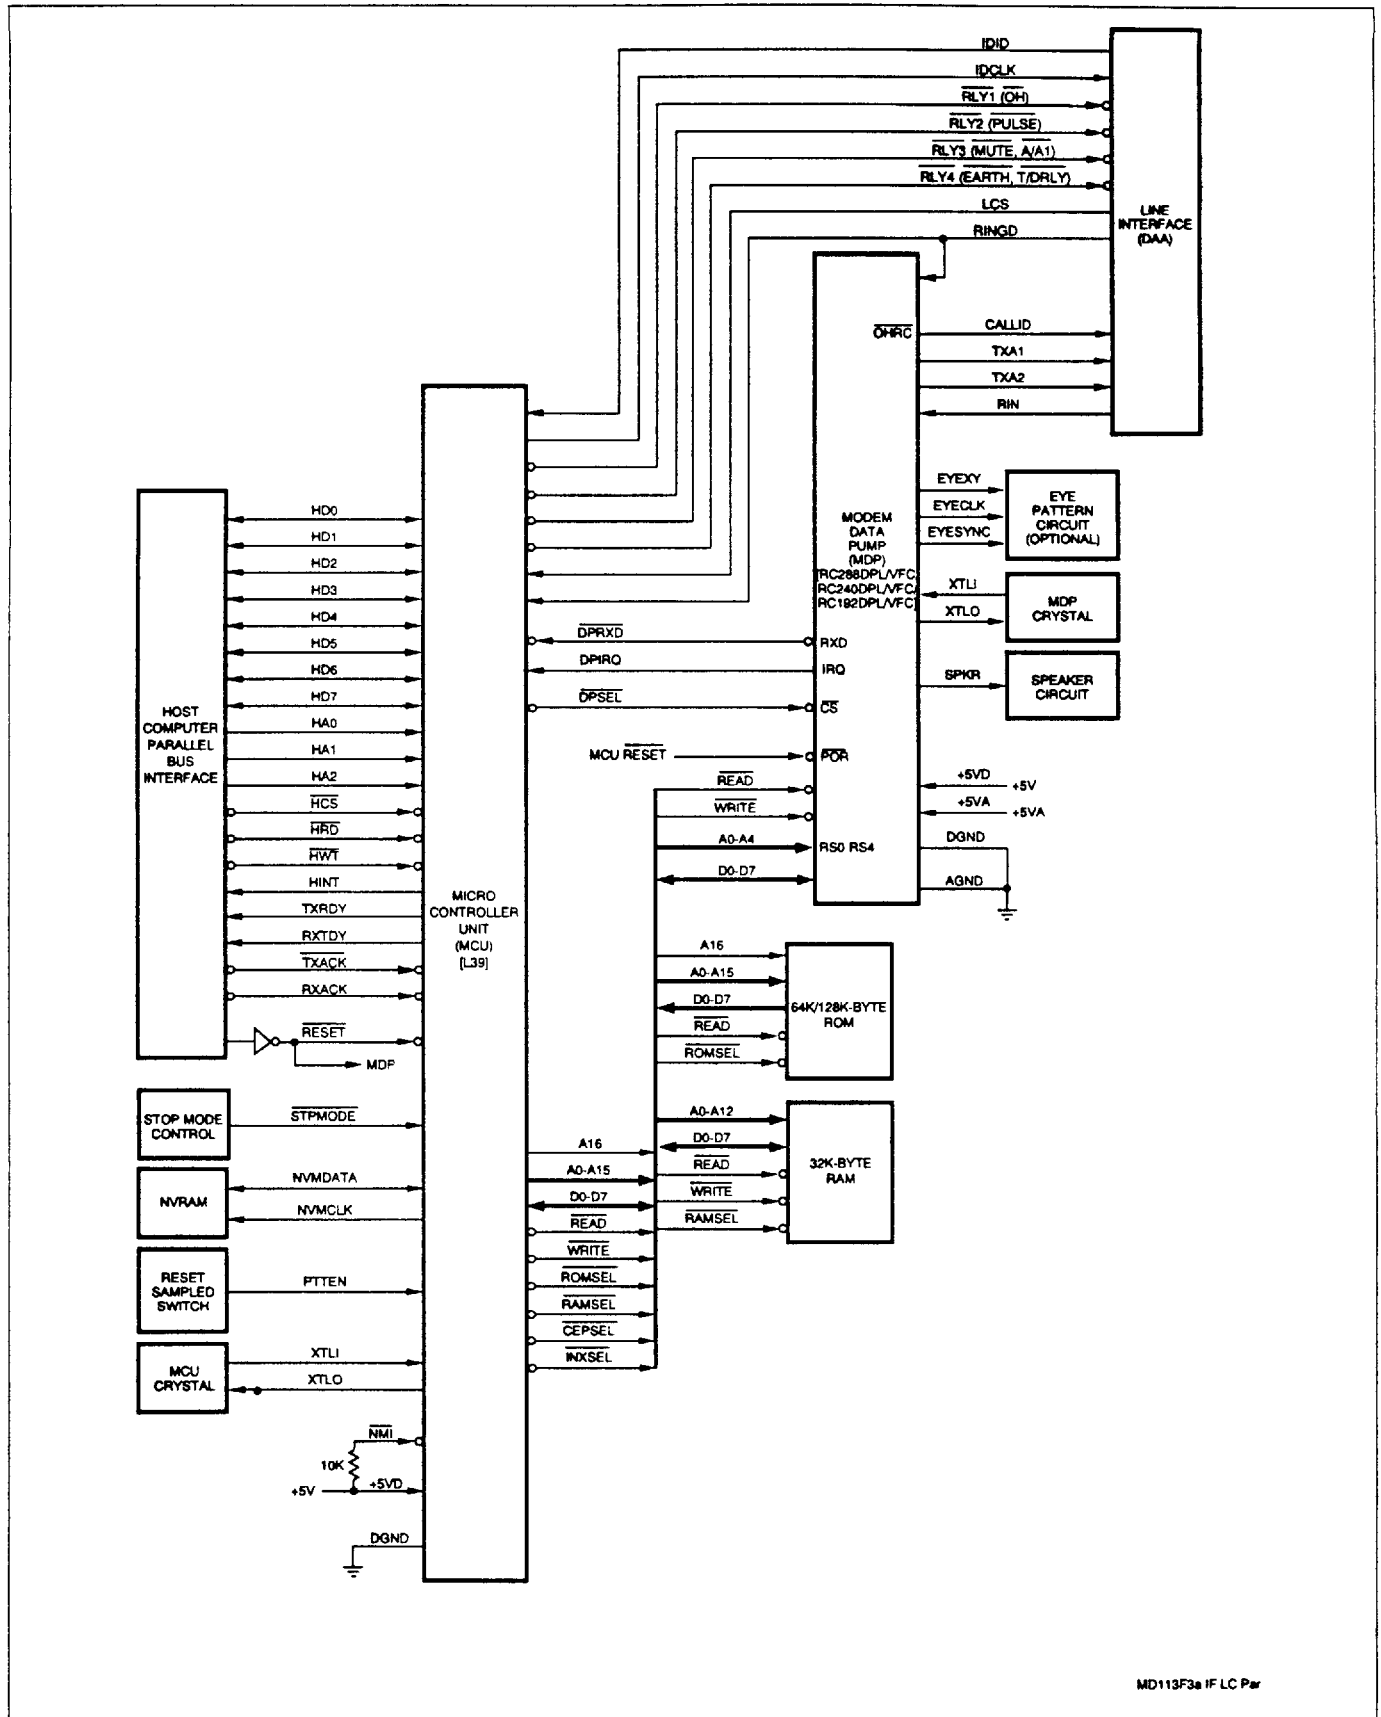 IDID
IDCLK
RLY1 (OH)
RLY2 (PULSE)
RLY3 (MUTE, A/A1)
RLY4 (EARTH, T/DRLY)
LCS
RINGD
LINE
INTERFACE
(DAA)
OHRC
CALLID
TXA1
TXA2
RIN
MODEM
DATA
PUMP
(MDP)
[RC288DPL/VFC
RC240DPL/VFC/
RC192DPL/VFC]
EYEXY
EYECLK
EYESYNC
EYE
PATTERN
CIRCUIT
(OPTIONAL)
XTLI
XTLO
MDP
CRYSTAL
SPKR
SPEAKER
CIRCUIT
DPRXD
RXD
DPIRQ
IRQ
DPSEL
CS
MCU RESET
POR
READ
WRITE
A0-A4
RS0 RS4
D0-D7
+5VD
+5V
+5VA
+5VA
DGND
AGND
HOST
COMPUTER
PARALLEL
BUS
INTERFACE
HD0
HD1
HD2
HD3
HD4
HD5
HD6
HD7
HA0
HA1
HA2
HCS
HRD
HWT
HINT
TXRDY
RXTDY
TXACK
RXACK
RESET
MDP
MICRO
CONTROLLER
UNIT
(MCU)
[L39]
A16
A0-A15
D0-D7
READ
ROMSEL
64K/128K-BYTE
ROM
A0-A12
D0-D7
READ
WRITE
RAMSEL
32K-BYTE
RAM
STOP MODE
CONTROL
STPMODE
NVRAM
NVMDATA
NVMCLK
RESET
SAMPLED
SWITCH
PTTEN
MCU
CRYSTAL
XTLI
XTLO
A16
A0-A15
D0-D7
READ
WRITE
ROMSEL
RAMSEL
CEPSEL
INXSEL
NMI
10K
+5V
+5VD
DGND
MD113F3a IF LC Par